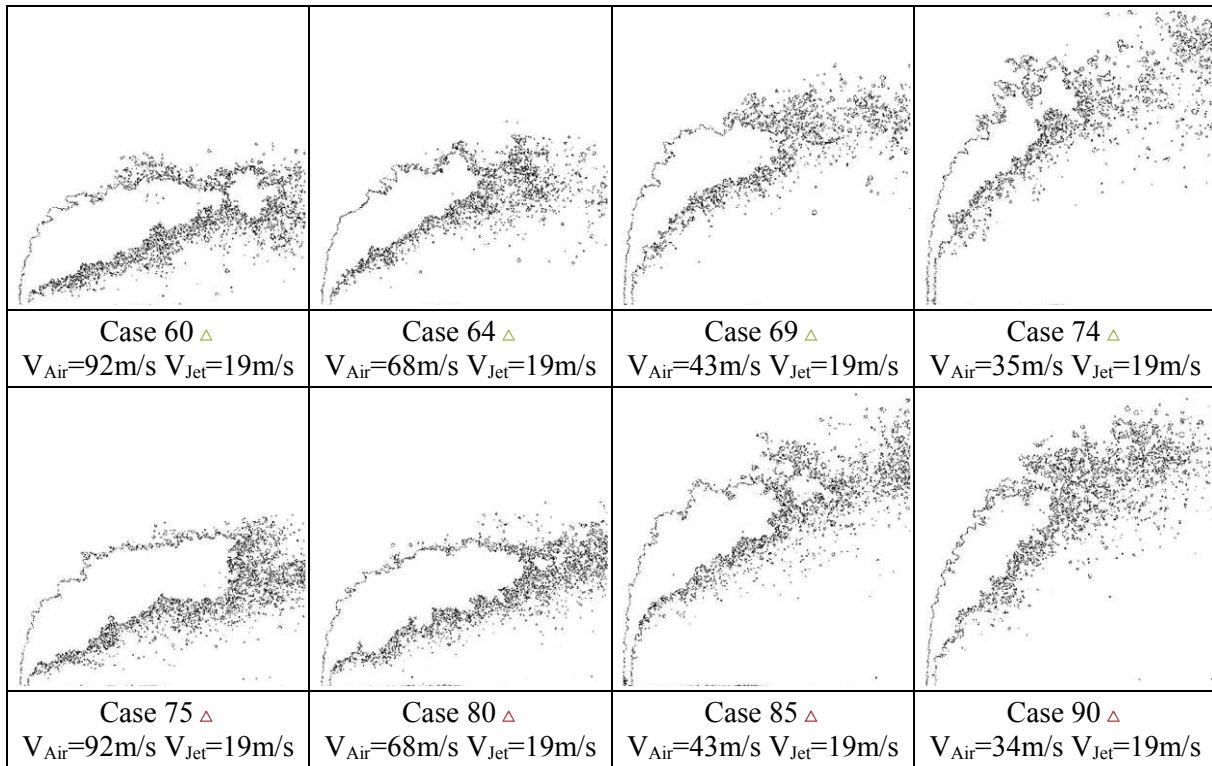 Case 60 △
V_Air=92m/s V_Jet=19m/s
Case 64 △
V_Air=68m/s V_Jet=19m/s
Case 69 △
V_Air=43m/s V_Jet=19m/s
Case 74 △
V_Air=35m/s V_Jet=19m/s
Case 75 △
V_Air=92m/s V_Jet=19m/s
Case 80 △
V_Air=68m/s V_Jet=19m/s
Case 85 △
V_Air=43m/s V_Jet=19m/s
Case 90 △
V_Air=34m/s V_Jet=19m/s